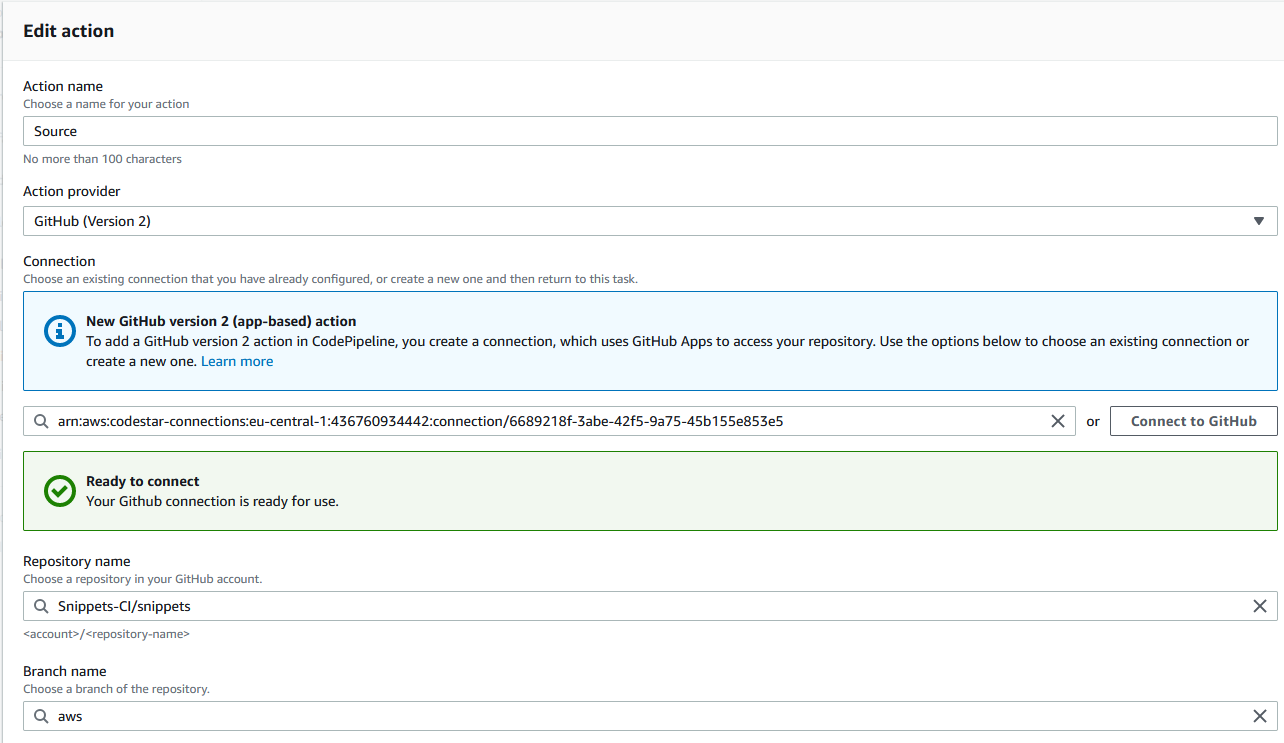 Edit action
Action name
Choose a name for your action
Source
No more than 100 characters
Action provider
GitHub (Version 2)
Connection
Choose an existing connection that you have already configured, or create a new one and then return to this task.
New GitHub version 2 (app-based) action
To add a GitHub version 2 action in CodePipeline, you create a connection, which uses GitHub Apps to access your repository. Use the options below to choose an existing connection or
create a new one. Learn more
arn:aws:codestar-connections:eu-central-1:436760934442:connection/6689218f-3abe-42f5-9a75-45b155e853e5 or Connect to GitHub
Ready to connect
Your Github connection is ready for use.
Repository name
Choose a repository in your GitHub account.
Snippets-CI/snippets
<account>/<repository-name>
Branch name
Choose a branch of the repository.
aws